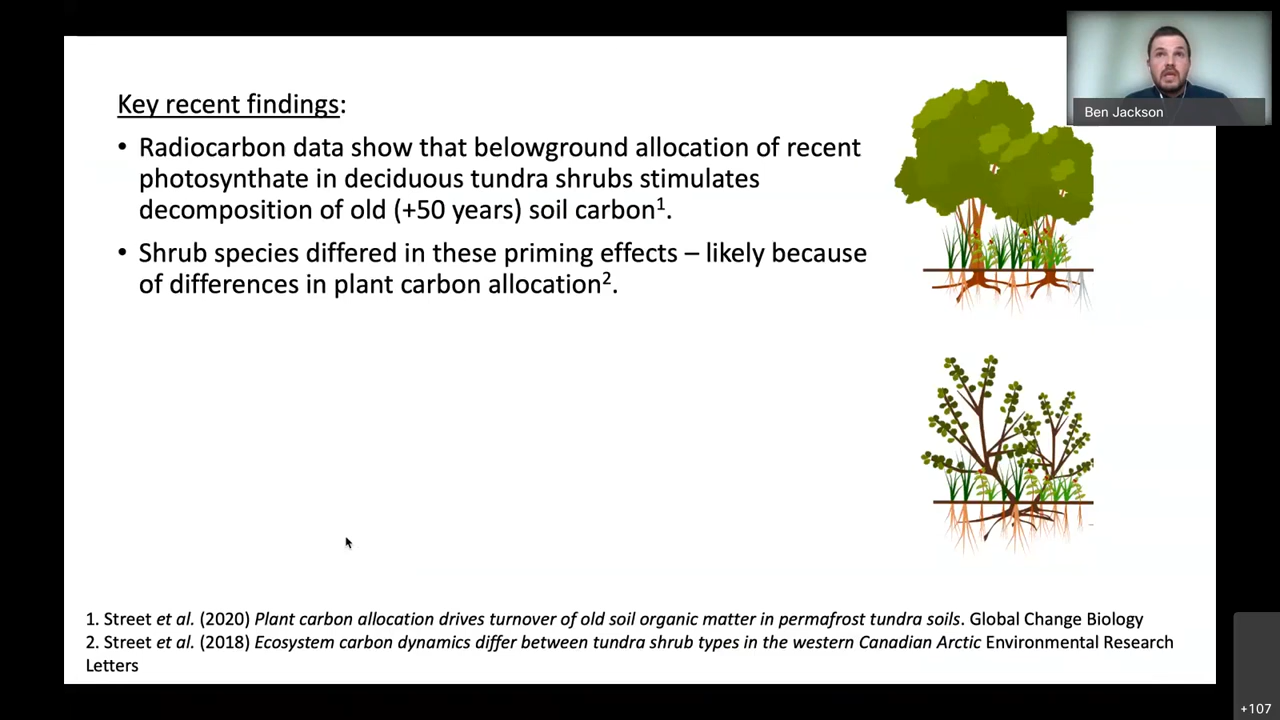 Key recent findings:
• Radiocarbon data show that belowground allocation of recent
photosynthate in deciduous tundra shrubs stimulates
decomposition of old (+50 years) soil carbon¹.
• Shrub species differed in these priming effects – likely because
of differences in plant carbon allocation².
Ben Jackson
1. Street et al. (2020) Plant carbon allocation drives turnover of old soil organic matter in permafrost tundra soils. Global Change Biology
2. Street et al. (2018) Ecosystem carbon dynamics differ between tundra shrub types in the western Canadian Arctic Environmental Research
Letters
+107